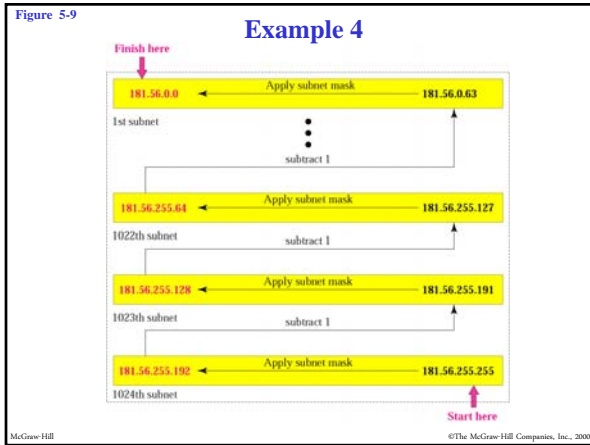 Figure 5-9
Example 4
Finish here
181.56.0.0 Apply subnet mask 181.56.0.63
1st subnet
subtract 1
181.56.255.64 Apply subnet mask 181.56.255.127
1022th subnet
subtract 1
181.56.255.128 Apply subnet mask 181.56.255.191
1023th subnet
subtract 1
181.56.255.192 Apply subnet mask 181.56.255.255
1024th subnet
Start here
McGraw-Hill ©The McGraw-Hill Companies, Inc., 2000